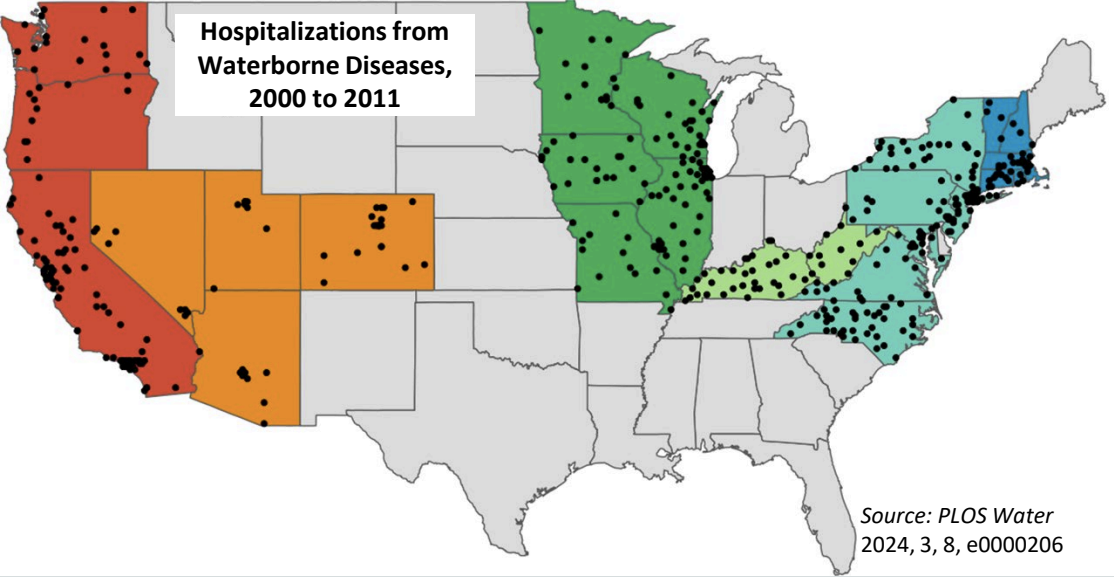 Hospitalizations from
Waterborne Diseases,
2000 to 2011
Source: PLOS Water
2024, 3, 8, e0000206